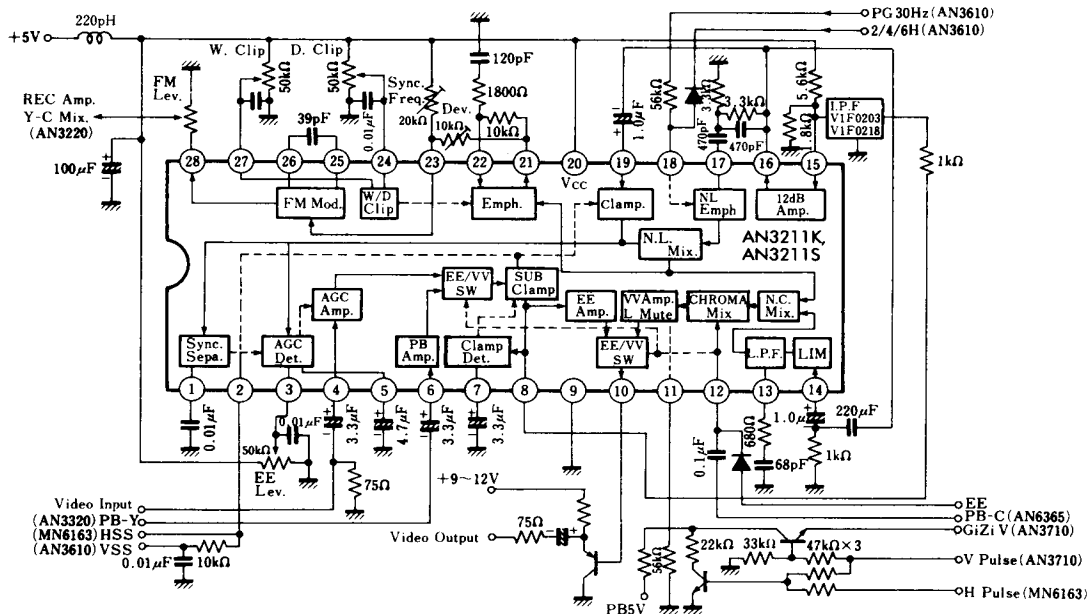 220pH
+5V
W. Clip
D. Clip
50kΩ
50kΩ
Sync.
Freq.
20kΩ
0.01μF
120pF
1800Ω
10kΩ
Dev.
10kΩ
1.0μF
56kΩ
3.3kΩ
3.3kΩ
470pF
470pF
5.6kΩ
1.8kΩ
I.P.F
V1F0203
V1F0218
1kΩ
PG30Hz(AN3610)
2/4/6H(AN3610)
FM
Lev.
REC Amp.
Y-C Mix.
(AN3220)
39pF
100μF
28 27 26 25 24 23 22 21 20 19 18 17 16 15
Vcc
FM Mod.
W/D
Clip
Emph.
Clamp.
NL
Emph
12dB
Amp.
N.L.
Mix.
AN3211K,
AN3211S
AGC
Amp.
EE/VV
SW
SUB
Clamp
EE
Amp.
VVAmp.
L Mute
CHROMA
Mix
N.C.
Mix.
Sync.
Sepa.
AGC
Det.
PB
Amp.
Clamp
Det.
EE/VV
SW
L.P.F.
LIM
1 2 3 4 5 6 7 8 9 10 11 12 13 14
0.01μF
0.01μF
50kΩ
EE
Lev.
3.3μF
4.7μF
3.3μF
3.3μF
75Ω
0.1μF
680Ω
68pF
1.0μF
220μF
1kΩ
Video Input
(AN3320) PB-Y
(MN6163) HSS
(AN3610) VSS
0.01μF
10kΩ
+9～12V
75Ω
Video Output
PB5V
56kΩ
22kΩ
33kΩ
47kΩ×3
EE
PB-C(AN6365)
GiZi V(AN3710)
V Pulse(AN3710)
H Pulse(MN6163)